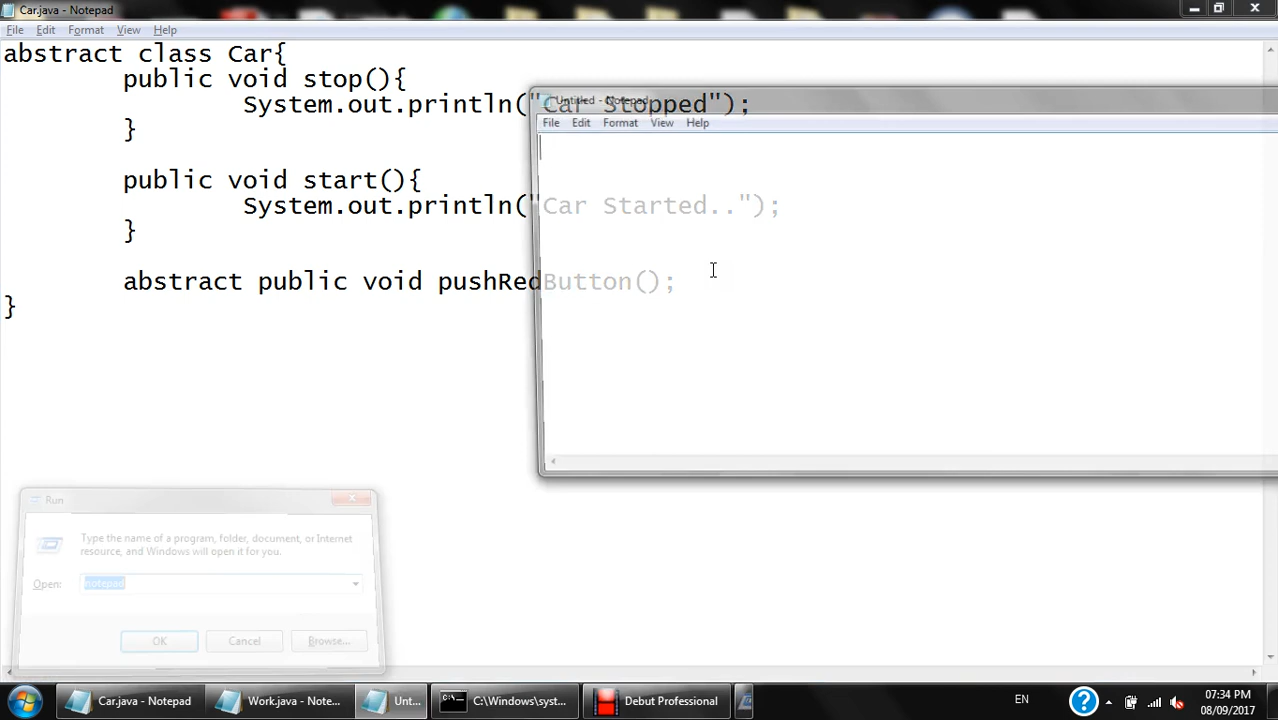 Car.java - Notepad
File Edit Format View Help
abstract class Car{
public void stop(){
System.out.println("Car Stopped");
}
public void start(){
System.out.println("Car Started..");
}
abstract public void pushRedButton();
}
Untitled - Notepad
File Edit Format View Help
Run
Type the name of a program, folder, document, or Internet
resource, and Windows will open it for you.
Open: notepad
OK Cancel Browse...
Car.java - Notepad Work.java - Note... Unt... C:\Windows\syst... Debut Professional EN 07:34 PM
08/09/2017